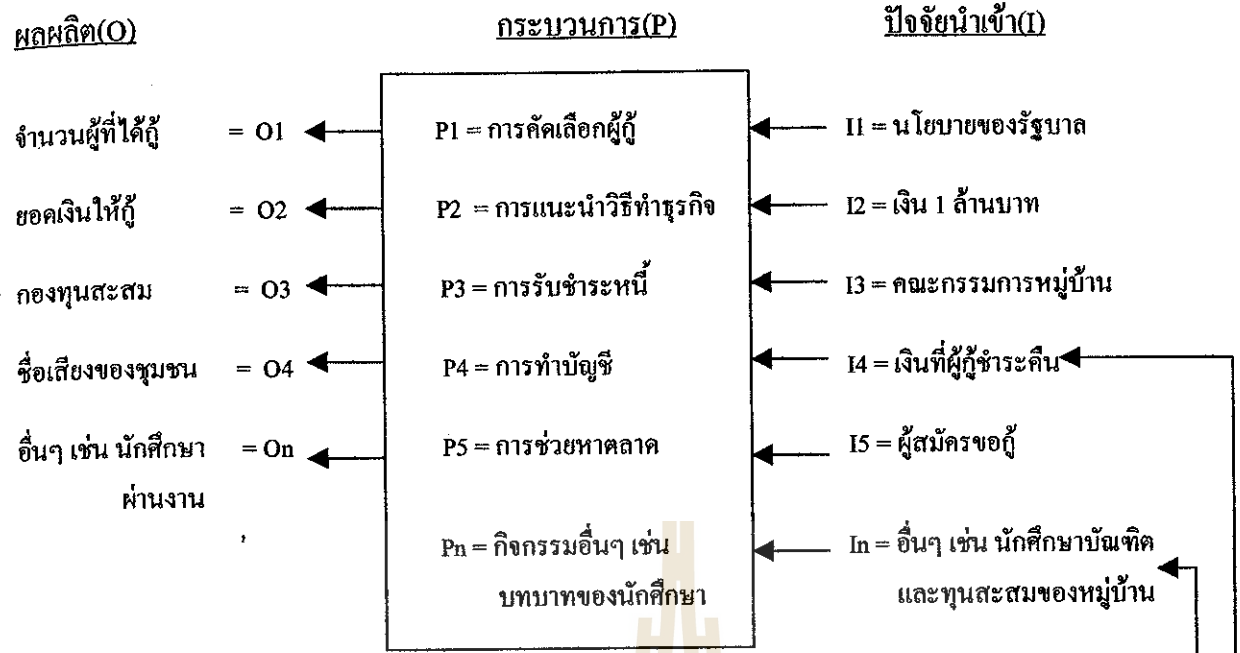 ผลผลิต(O) กระบวนการ(P) ปัจจัยนำเข้า(I)
จำนวนผู้ที่ได้กู้ = O1 P1 = การคัดเลือกผู้กู้ I1 = นโยบายของรัฐบาล
ยอดเงินให้กู้ = O2 P2 = การแนะนำวิธีทำธุรกิจ I2 = เงิน 1 ล้านบาท
กองทุนสะสม = O3 P3 = การรับชำระหนี้ I3 = คณะกรรมการหมู่บ้าน
ชื่อเสียงของชุมชน = O4 P4 = การทำบัญชี I4 = เงินที่ผู้กู้ชำระคืน
อื่นๆ เช่น นักศึกษา = On P5 = การช่วยหาตลาด I5 = ผู้สมัครขอกู้
ผ่านงาน
Pn = กิจกรรมอื่นๆ เช่น In = อื่นๆ เช่น นักศึกษาบัณฑิต
บทบาทของนักศึกษา และทุนสะสมของหมู่บ้าน